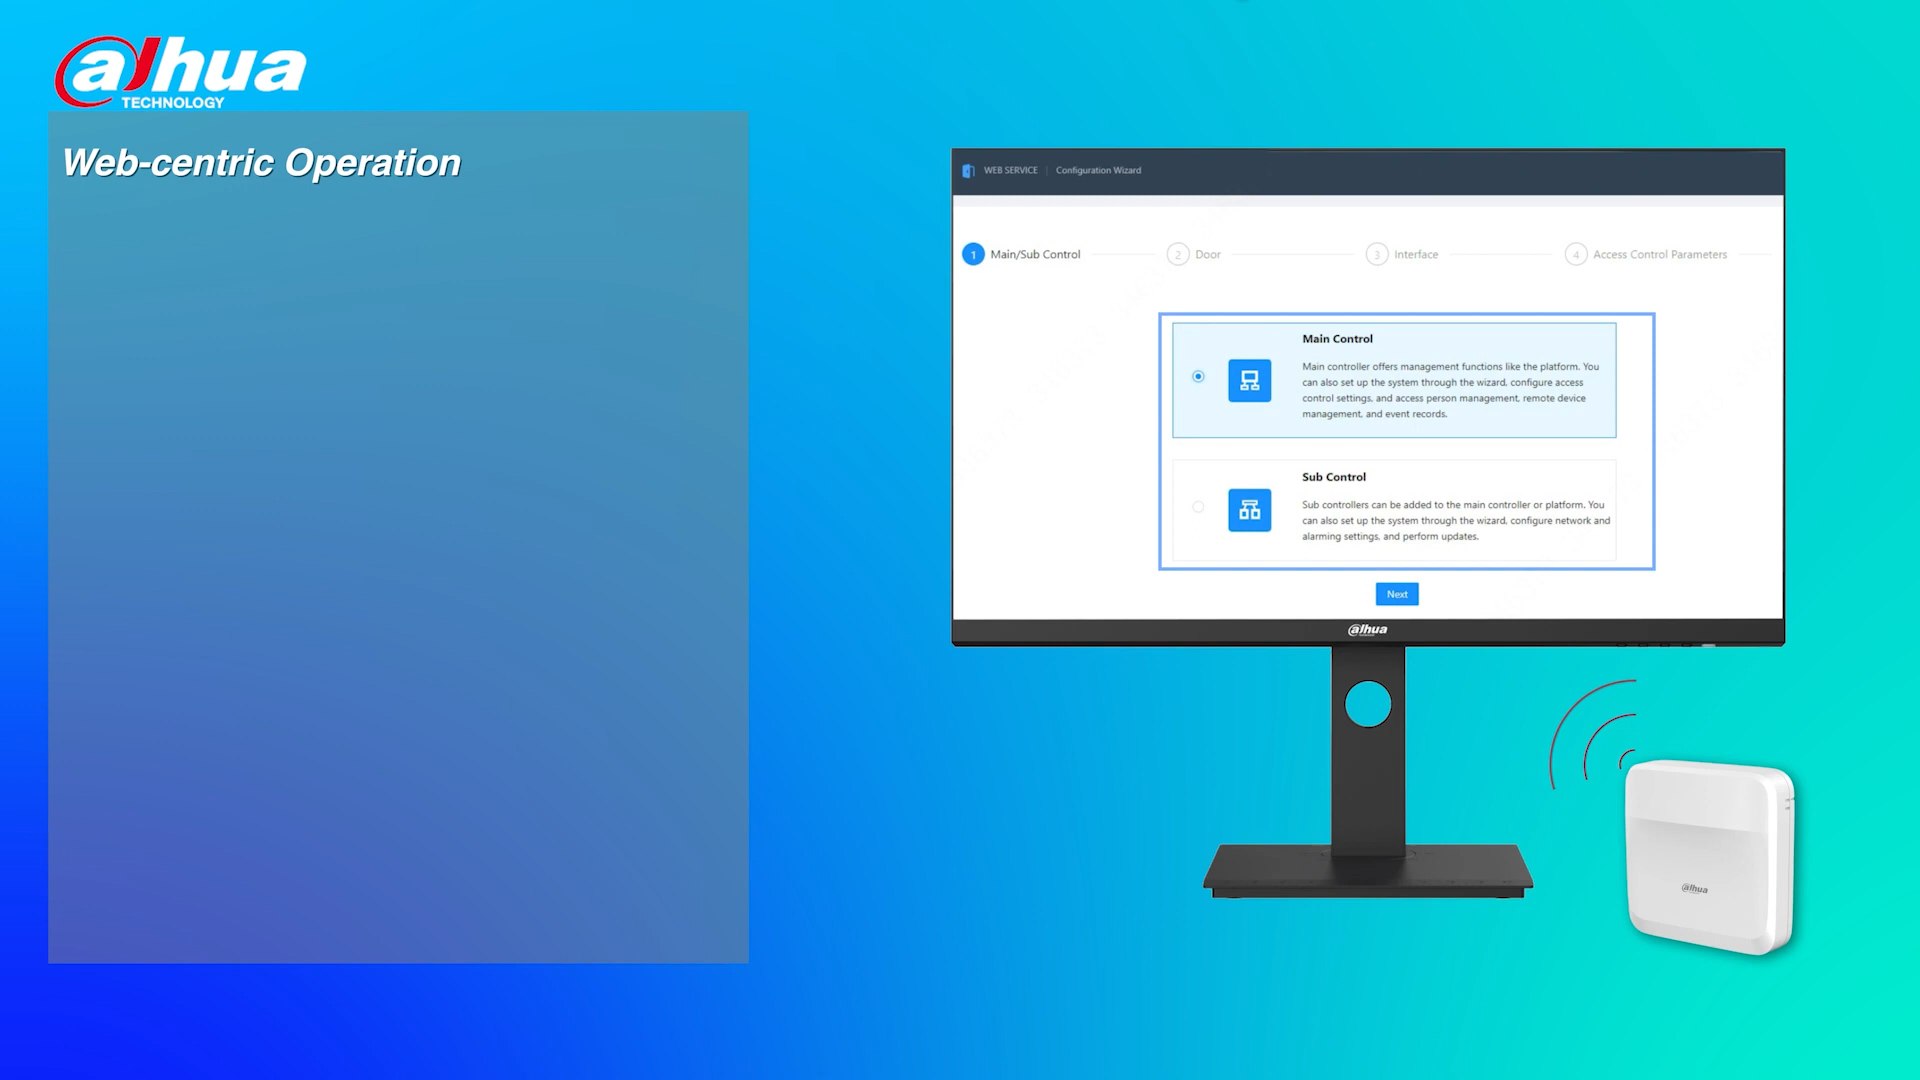 alhua
TECHNOLOGY
Web-centric Operation
WEB SERVICE | Configuration Wizard
1 Main/Sub Control
2 Door
3 Interface
4 Access Control Parameters
Main Control
Main controller offers management functions like the platform. You
can also set up the system through the wizard, configure access
control settings, and access person management, remote device
management, and event records.
Sub Control
Sub controllers can be added to the main controller or platform. You
can also set up the system through the wizard, configure network and
alarming settings, and perform updates.
Next
alhua
alhua